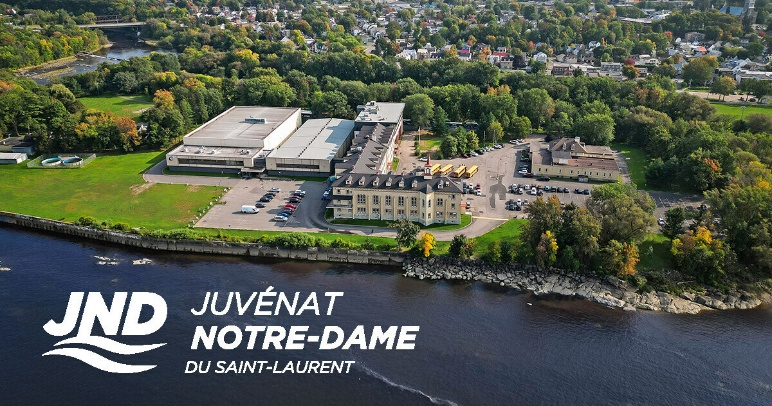 JND
JUVÉNAT
NOTRE-DAME
DU SAINT-LAURENT